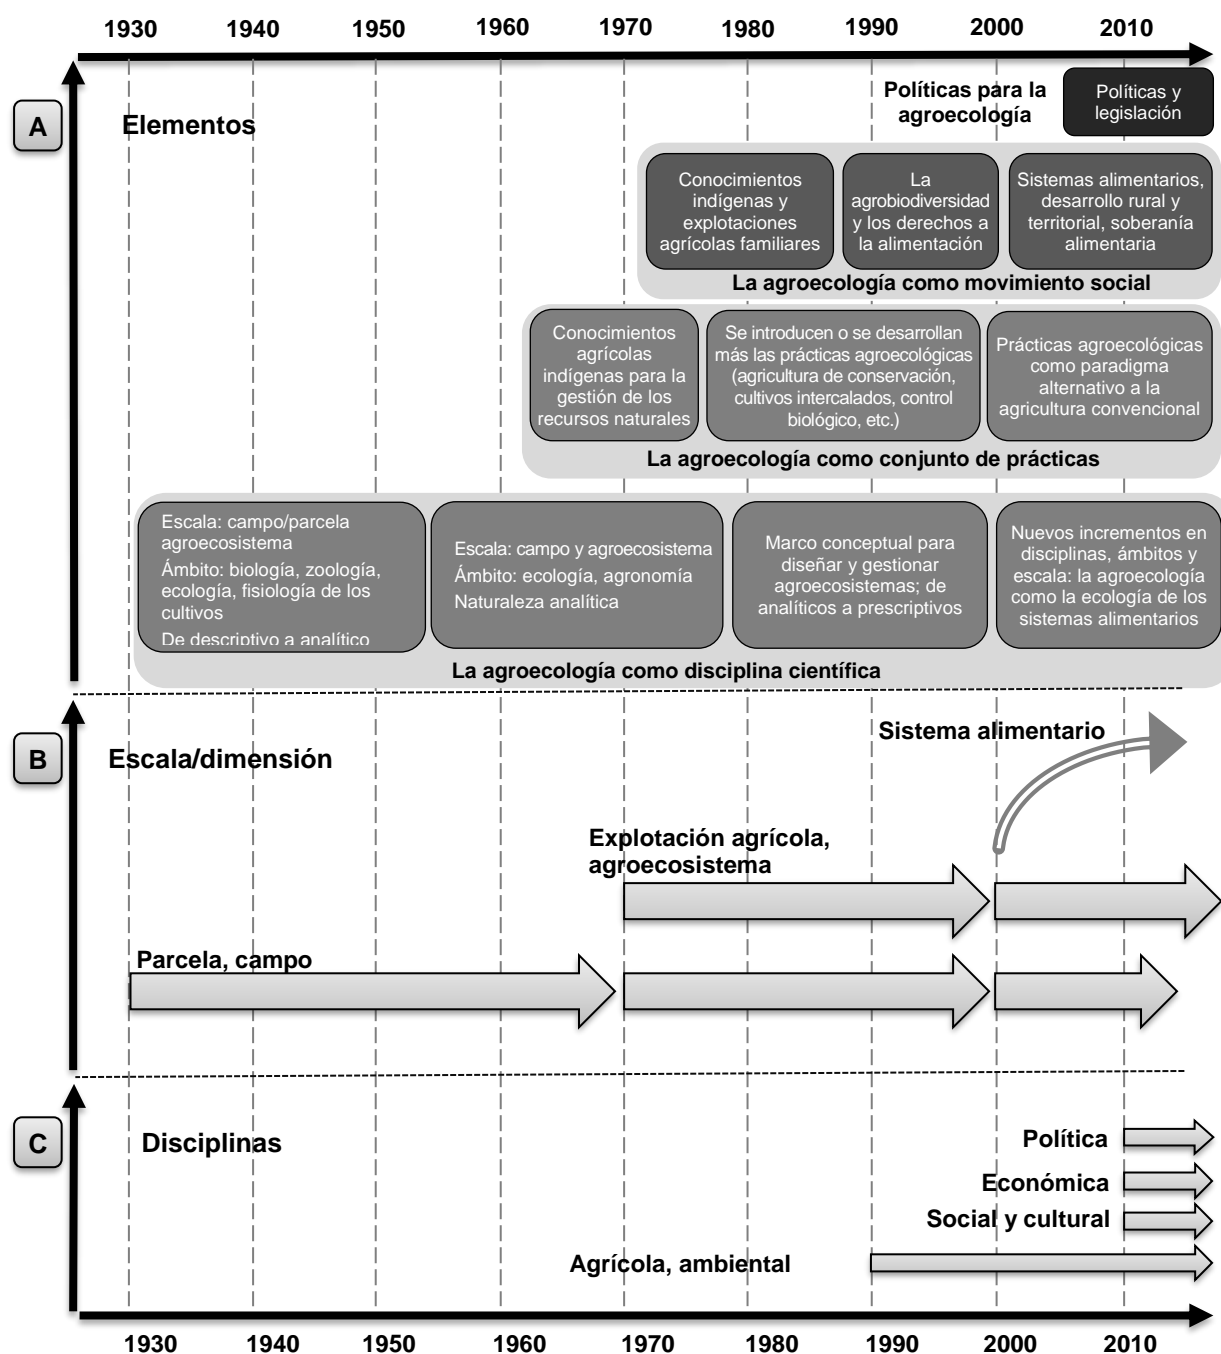 1930 1940 1950 1960 1970 1980 1990 2000 2010
A
Elementos
Políticas para la
agroecología
Políticas y
legislación
Conocimientos
indígenas y
explotaciones
agrícolas familiares
La
agrobiodiversidad
y los derechos a
la alimentación
Sistemas alimentarios,
desarrollo rural y
territorial, soberanía
alimentaria
La agroecología como movimiento social
Conocimientos
agrícolas
indígenas para la
gestión de los
recursos naturales
Se introducen o se desarrollan
más las prácticas agroecológicas
(agricultura de conservación,
cultivos intercalados, control
biológico, etc.)
Prácticas agroecológicas
como paradigma
alternativo a la
agricultura convencional
La agroecología como conjunto de prácticas
Escala: campo/parcela
agroecosistema
Ámbito: biología, zoología,
ecología, fisiología de los
cultivos
De descriptivo a analítico
Escala: campo y agroecosistema
Ámbito: ecología, agronomía
Naturaleza analítica
Marco conceptual para
diseñar y gestionar
agroecosistemas; de
analíticos a prescriptivos
Nuevos incrementos en
disciplinas, ámbitos y
escala: la agroecología
como la ecología de los
sistemas alimentarios
La agroecología como disciplina científica
B
Escala/dimensión
Sistema alimentario
Explotación agrícola,
agroecosistema
Parcela, campo
C
Disciplinas
Política
Económica
Social y cultural
Agrícola, ambiental
1930 1940 1950 1960 1970 1980 1990 2000 2010